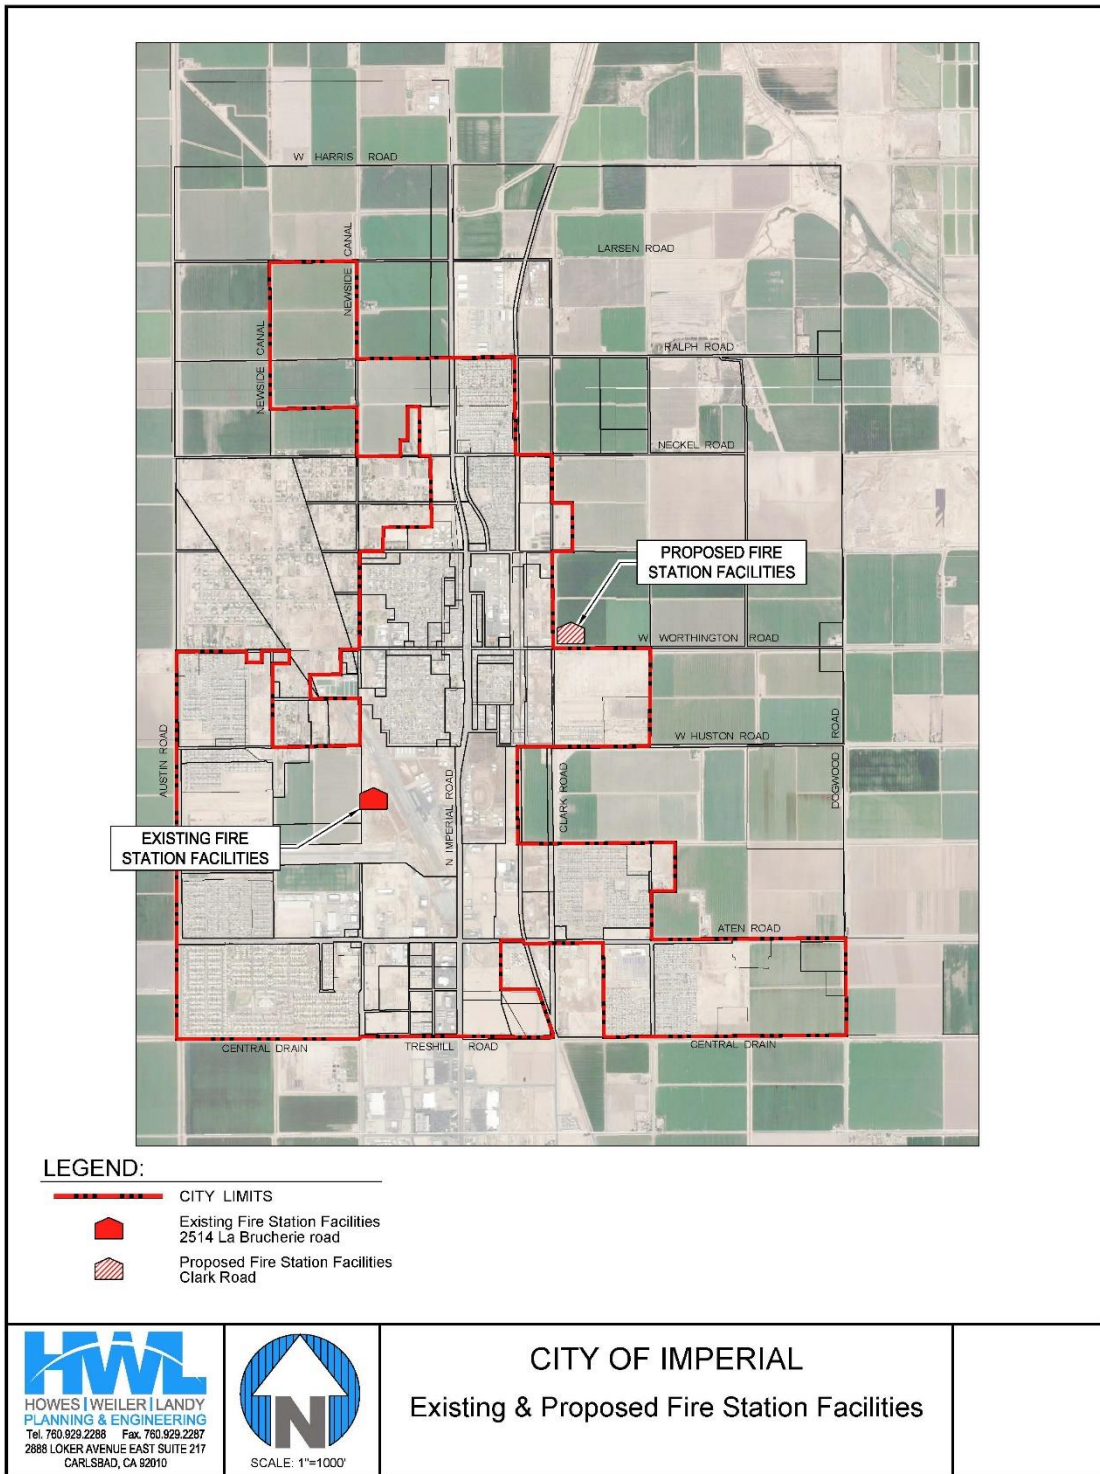 W HARRIS ROAD
NEWSIDE CANAL
LARSEN ROAD
NEWSIDE CANAL
RALPH ROAD
NECKEL ROAD
PROPOSED FIRE
STATION FACILITIES
W WORTHINGTON ROAD
AUSTIN ROAD
W HUSTON ROAD
DOGWOOD ROAD
N IMPERIAL ROAD
CLARK ROAD
EXISTING FIRE
STATION FACILITIES
ATEN ROAD
CENTRAL DRAIN
TRESHILL ROAD
CENTRAL DRAIN
LEGEND:
CITY LIMITS
Existing Fire Station Facilities
2514 La Brucherie road
Proposed Fire Station Facilities
Clark Road
HWL
HOWES | WEILER | LANDY
PLANNING & ENGINEERING
Tel. 760.929.2288 Fax. 760.929.2287
2888 LOKER AVENUE EAST SUITE 217
CARLSBAD, CA 92010
N
SCALE: 1"=1000'
CITY OF IMPERIAL
Existing & Proposed Fire Station Facilities